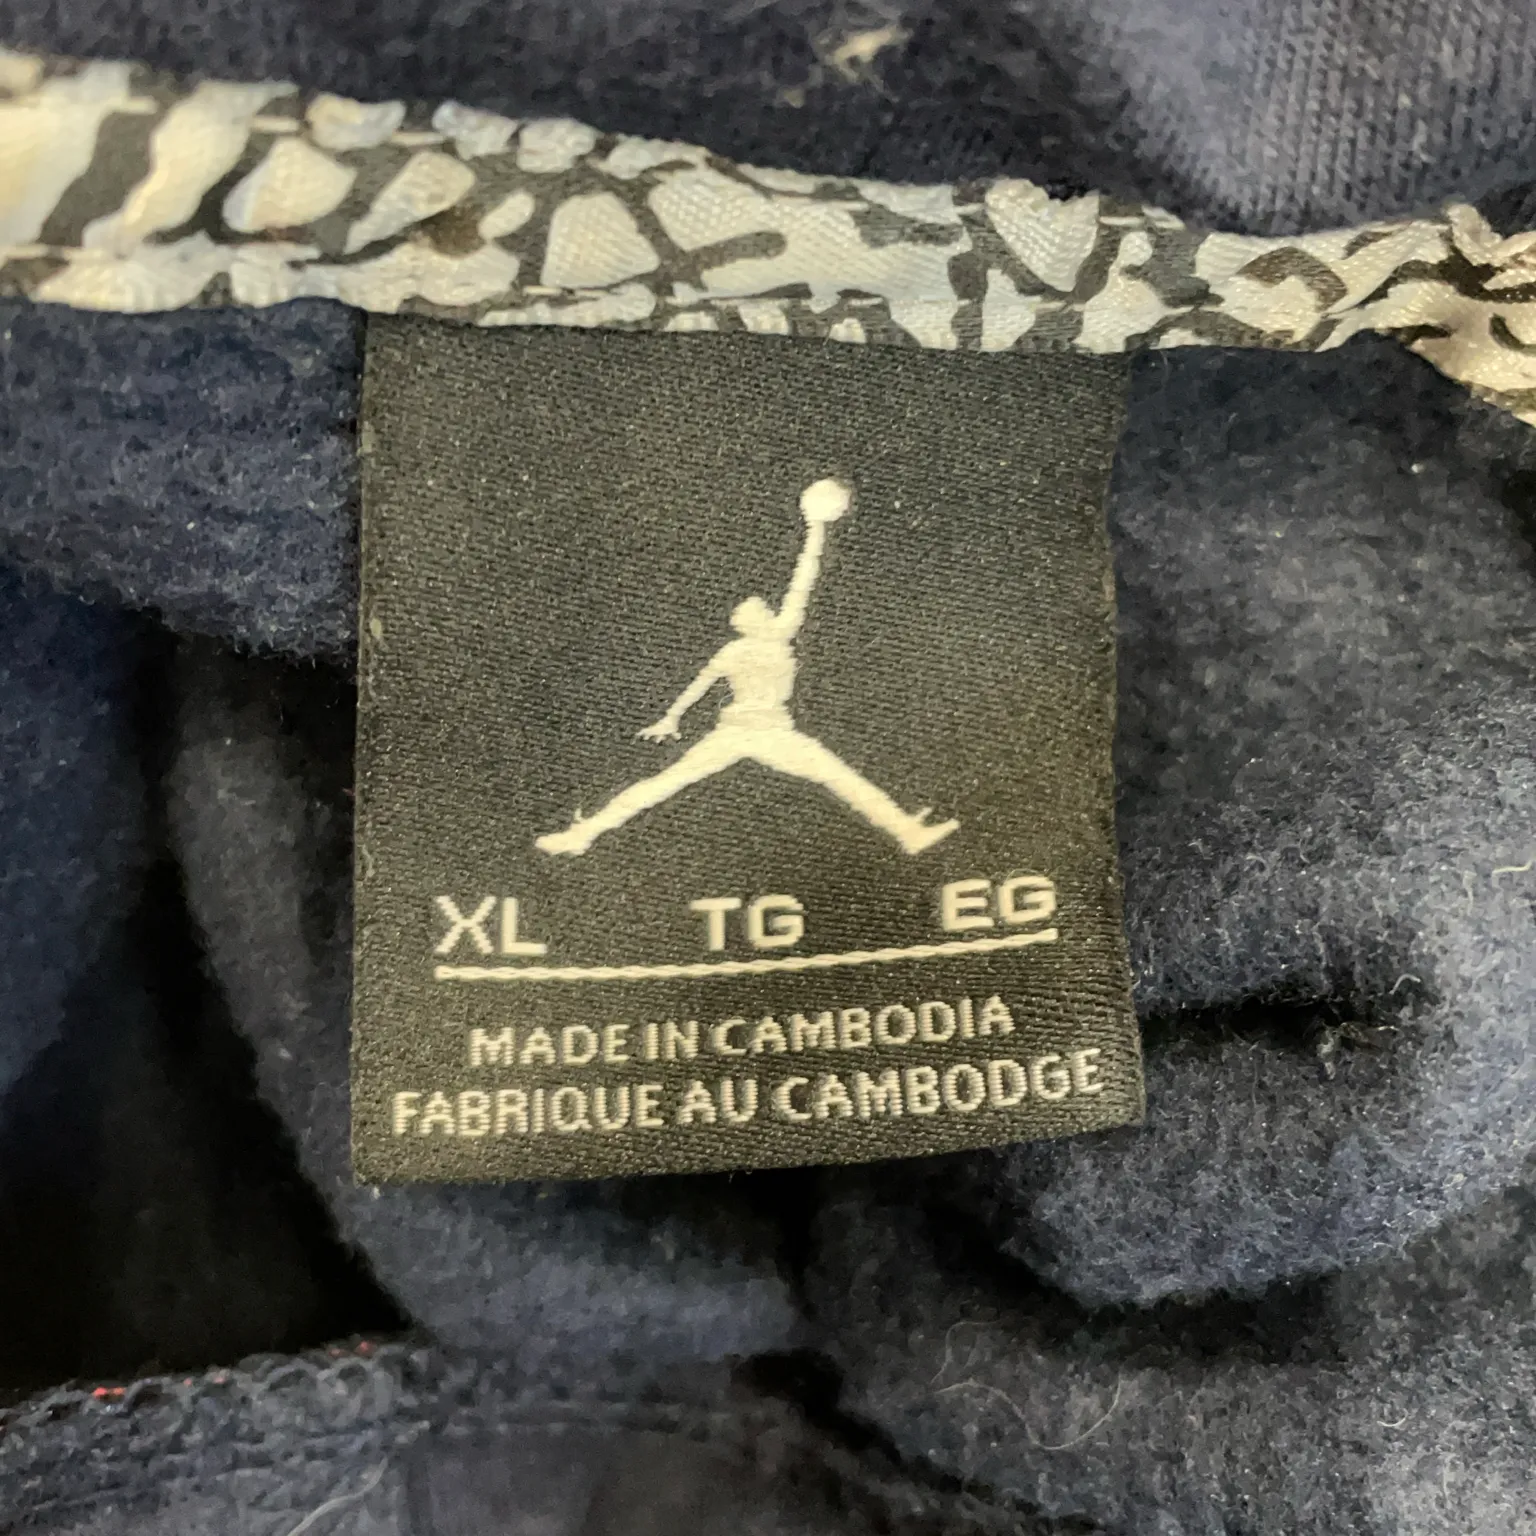 XL TG EG
MADE IN CAMBODIA
FABRIQUE AU CAMBODGE